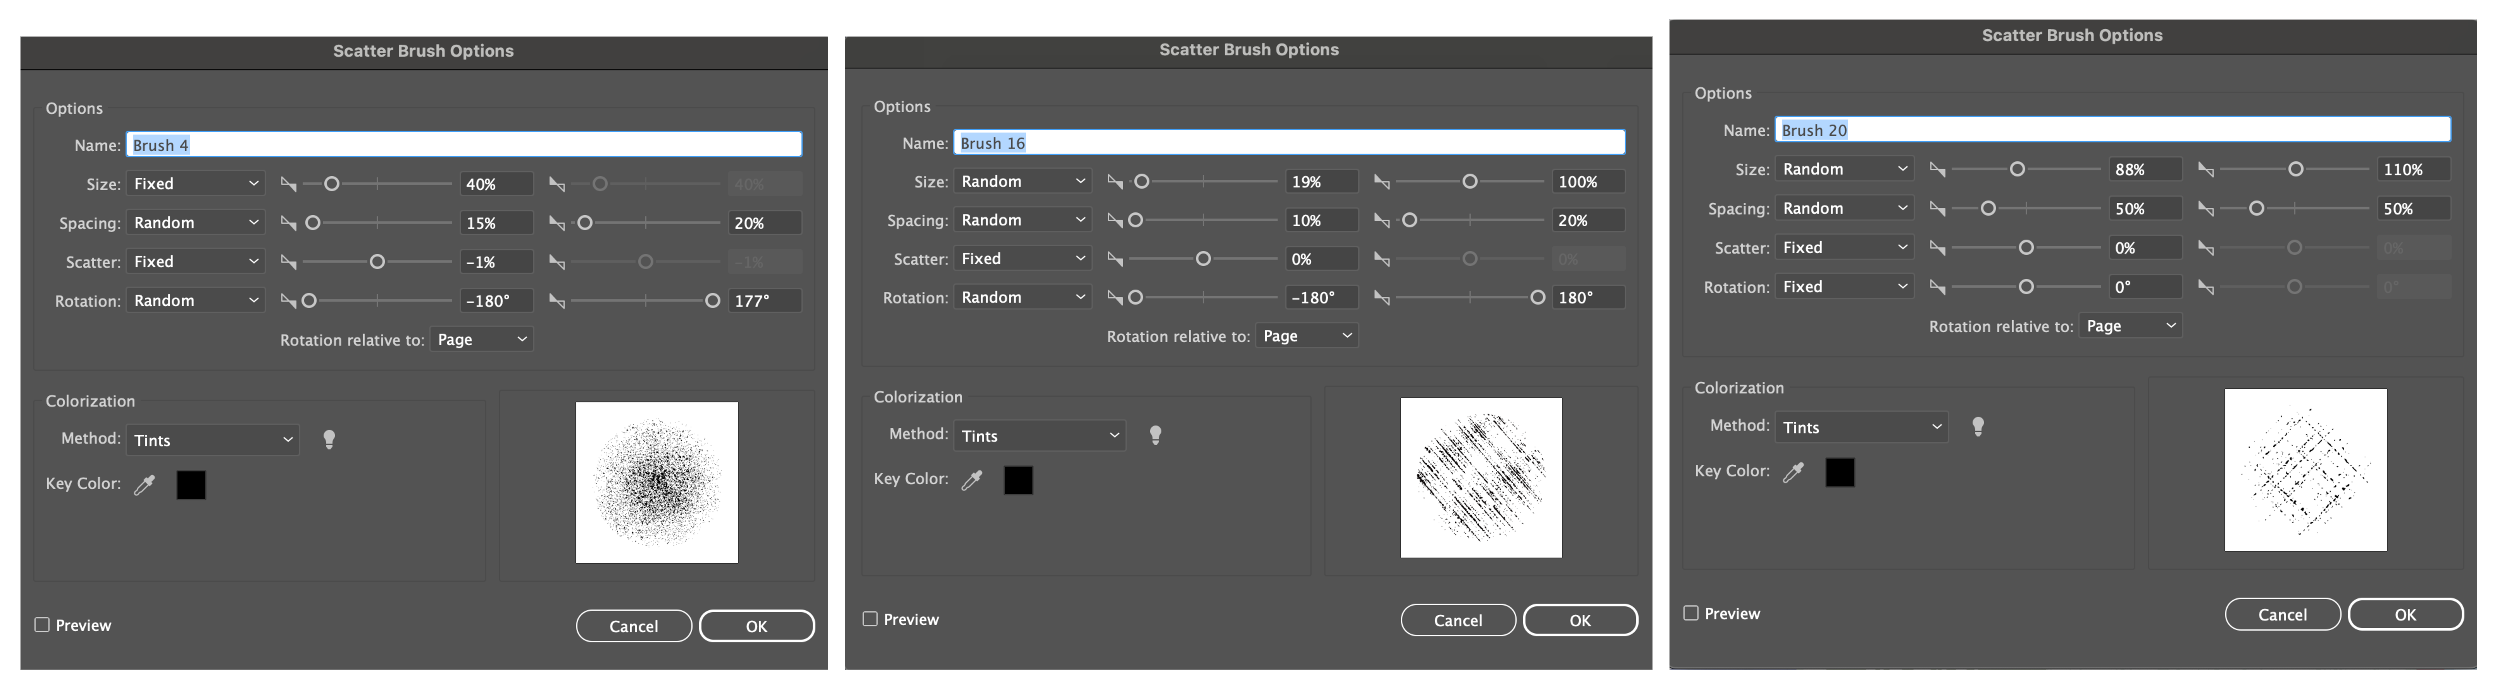 Scatter Brush Options
Options
Name: Brush 4
Size: Fixed 40% 40%
Spacing: Random 15% 20%
Scatter: Fixed -1% -1%
Rotation: Random -180° 177°
Rotation relative to: Page
Colorization
Method: Tints
Key Color:
Preview Cancel OK
Scatter Brush Options
Options
Name: Brush 16
Size: Random 19% 100%
Spacing: Random 10% 20%
Scatter: Fixed 0% 0%
Rotation: Random -180° 180°
Rotation relative to: Page
Colorization
Method: Tints
Key Color:
Preview Cancel OK
Scatter Brush Options
Options
Name: Brush 20
Size: Random 88% 110%
Spacing: Random 50% 50%
Scatter: Fixed 0% 0%
Rotation: Fixed 0° 0°
Rotation relative to: Page
Colorization
Method: Tints
Key Color:
Preview Cancel OK